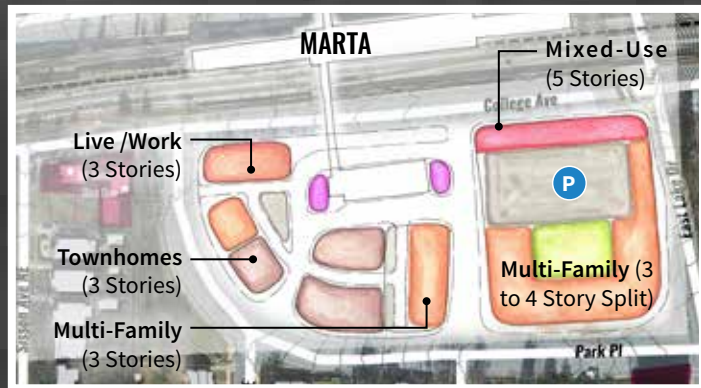 MARTA
Mixed-Use
(5 Stories)
College Ave
Live /Work
(3 Stories)
P
Townhomes
(3 Stories)
Multi-Family (3
to 4 Story Split)
Multi-Family
(3 Stories)
Park Pl